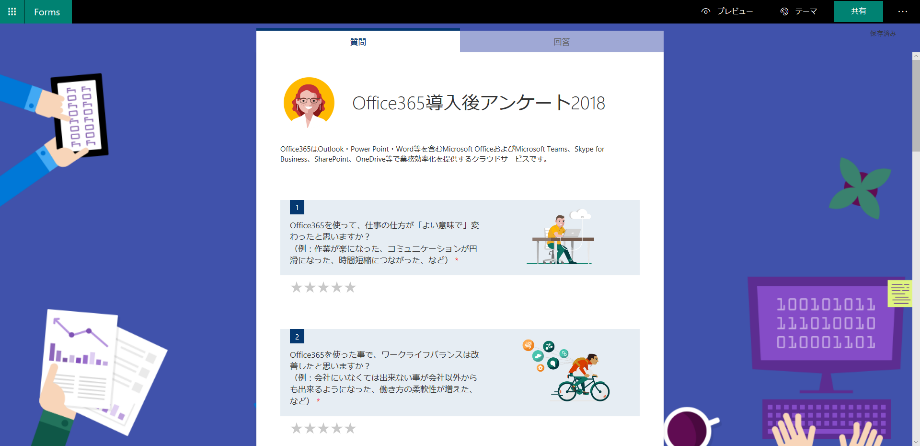 Forms
プレビュー
テーマ
共有
質問
回答
Office365導入後アンケート2018
Office365はOutlook・Power Point・Word等を含むMicrosoft OfficeおよびMicrosoft Teams、Skype for
Business、SharePoint、OneDrive等で業務効率化を提供するクラウドサービスです。
1
Office365を使って、仕事の仕方が「よい意味で」変
わったと思いますか？
（例：作業が楽になった、コミュニケーションが円
滑になった、時間短縮につながった、など） *
2
Office365を使った事で、ワークライフバランスは改
善したと思いますか？
（例：会社にいなくては出来ない事が会社以外から
も出来るようになった、働き方の柔軟性が増えた、
など） *
100101011
111010010
010001101